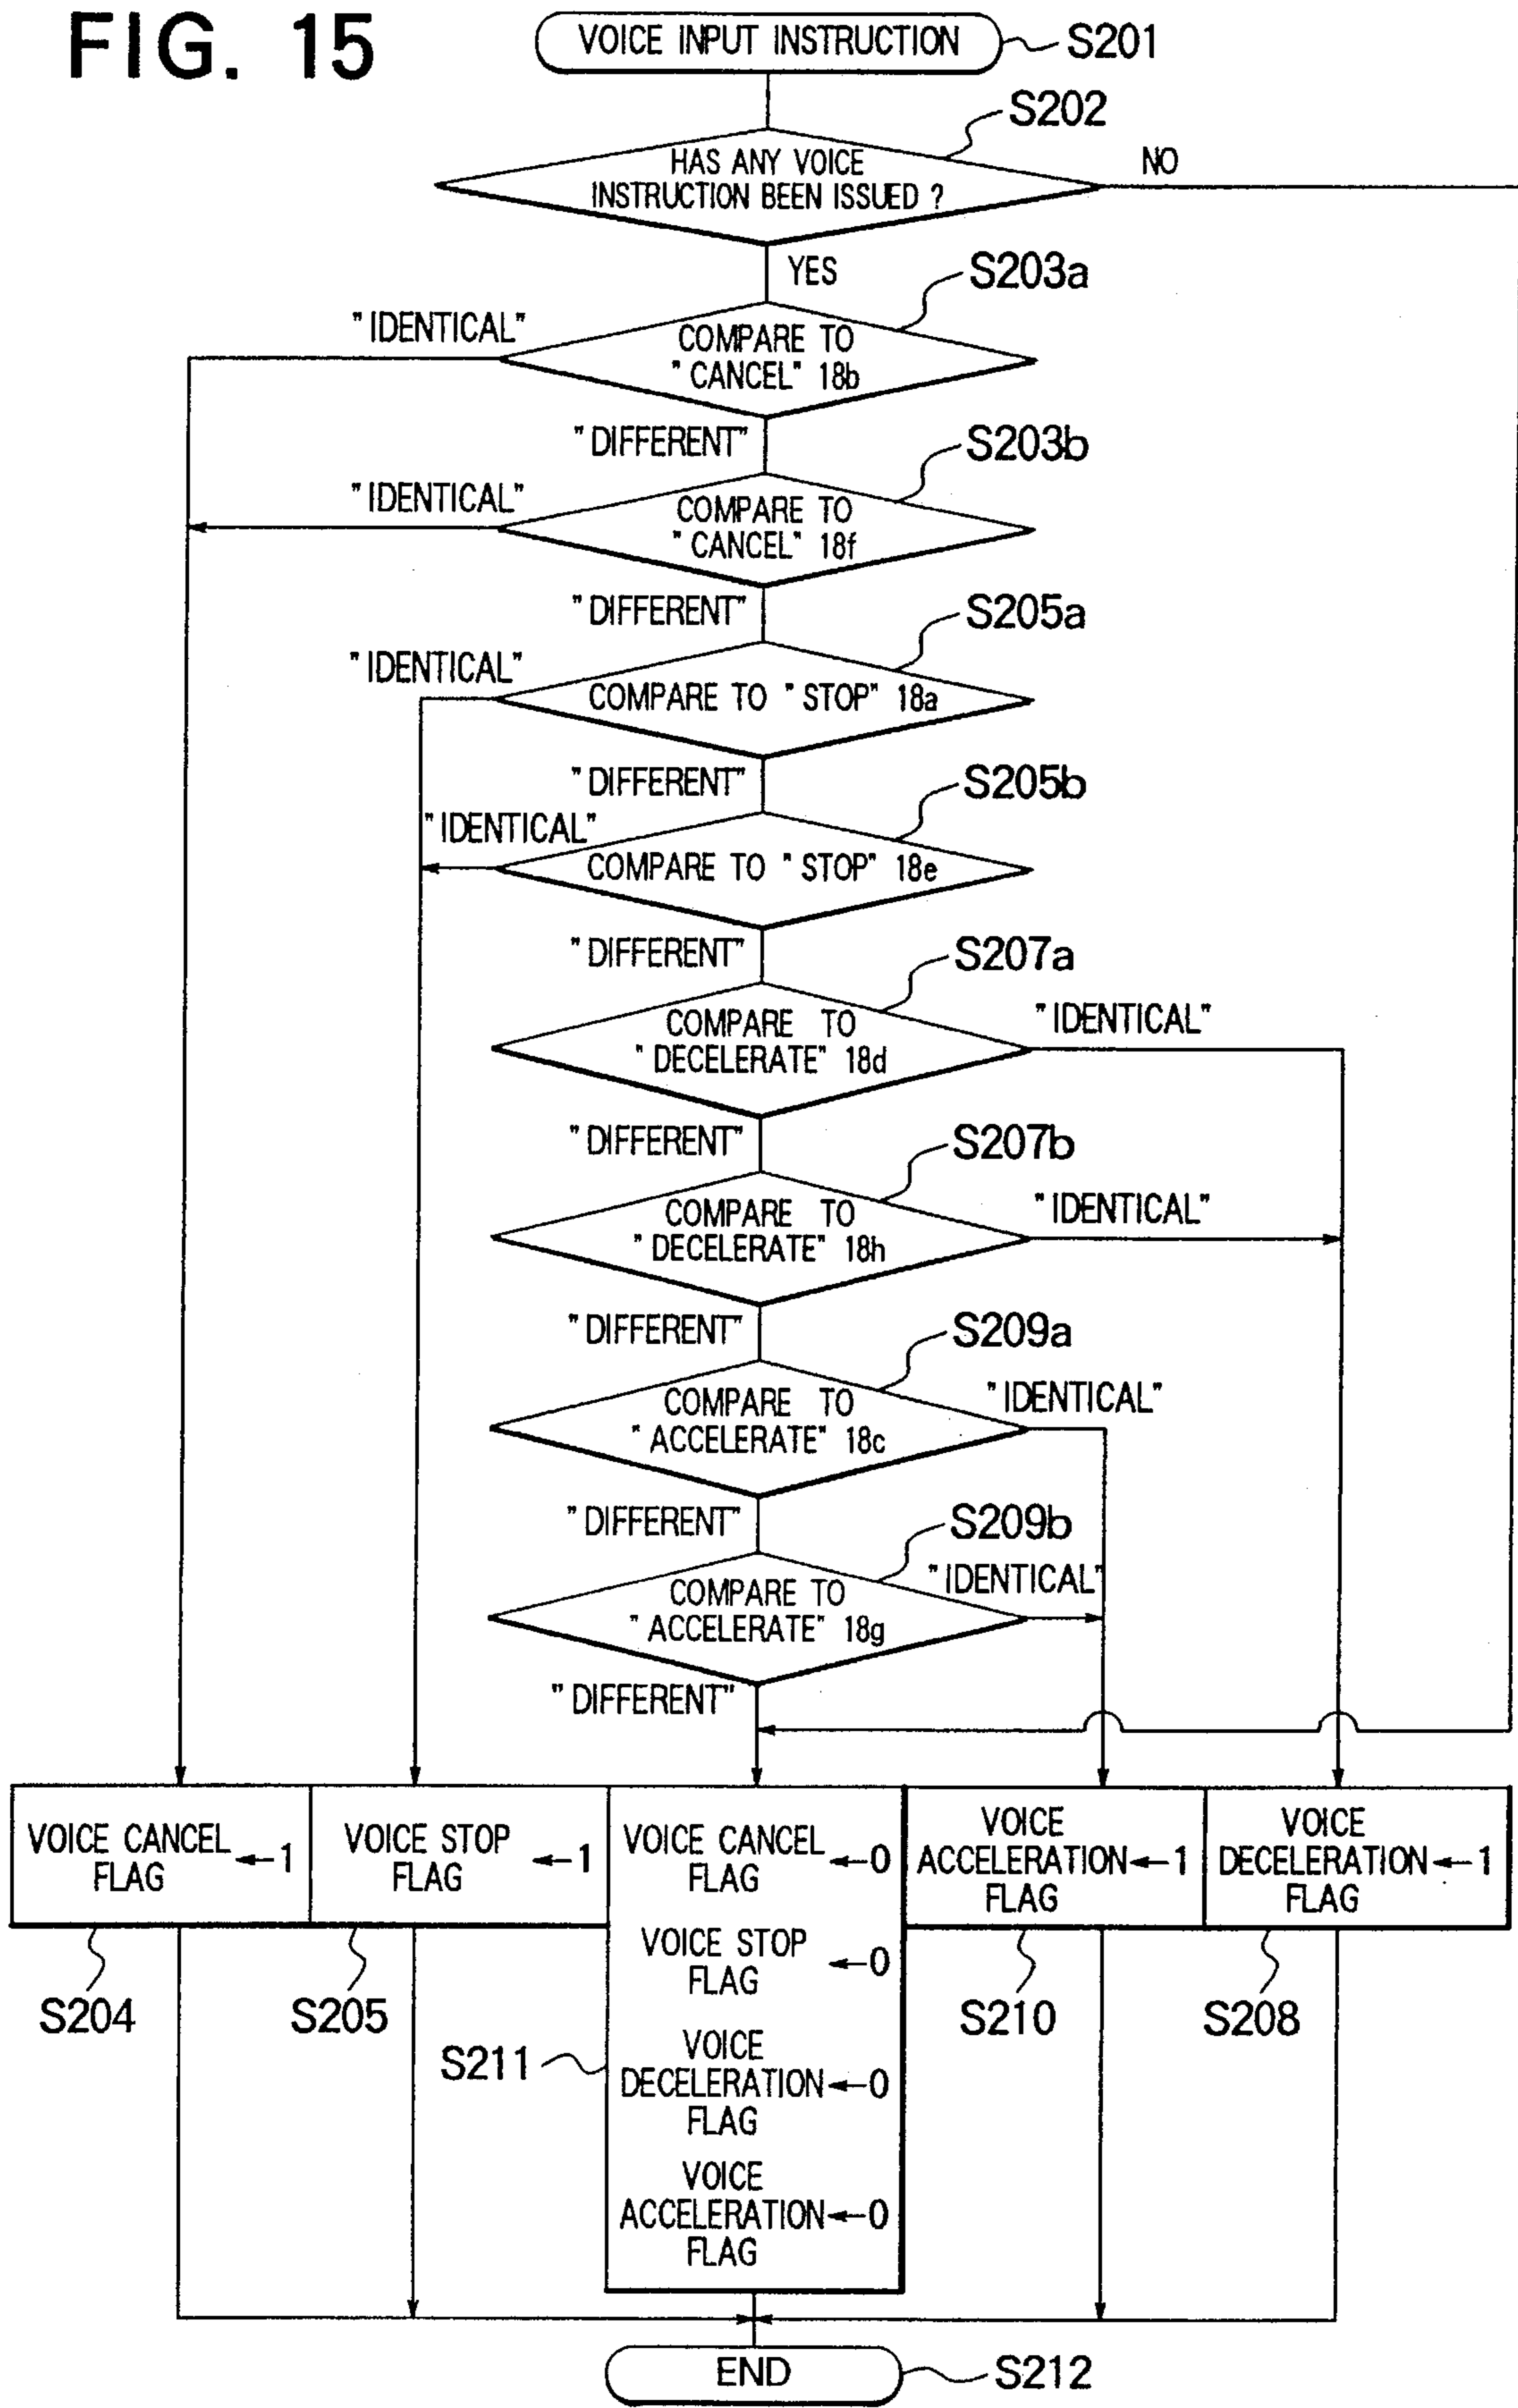 FIG. 15
VOICE INPUT INSTRUCTION
S201
S202
HAS ANY VOICE
INSTRUCTION BEEN ISSUED ?
NO
YES
S203a
"IDENTICAL"
COMPARE TO
"CANCEL" 18b
"DIFFERENT"
S203b
"IDENTICAL"
COMPARE TO
"CANCEL" 18f
"DIFFERENT"
S205a
"IDENTICAL"
COMPARE TO "STOP" 18a
"DIFFERENT"
S205b
"IDENTICAL"
COMPARE TO "STOP" 18e
"DIFFERENT"
S207a
"IDENTICAL"
COMPARE TO
"DECELERATE" 18d
"DIFFERENT"
S207b
"IDENTICAL"
COMPARE TO
"DECELERATE" 18h
"DIFFERENT"
S209a
"IDENTICAL"
COMPARE TO
"ACCELERATE" 18c
"DIFFERENT"
S209b
"IDENTICAL"
COMPARE TO
"ACCELERATE" 18g
"DIFFERENT"
VOICE CANCEL ←1
FLAG
S204
VOICE STOP ←1
FLAG
S205
VOICE CANCEL ←0
FLAG
VOICE STOP ←0
FLAG
VOICE
DECELERATION←0
FLAG
VOICE
ACCELERATION←0
FLAG
S211
VOICE
ACCELERATION←1
FLAG
S210
VOICE
DECELERATION←1
FLAG
S208
END
S212